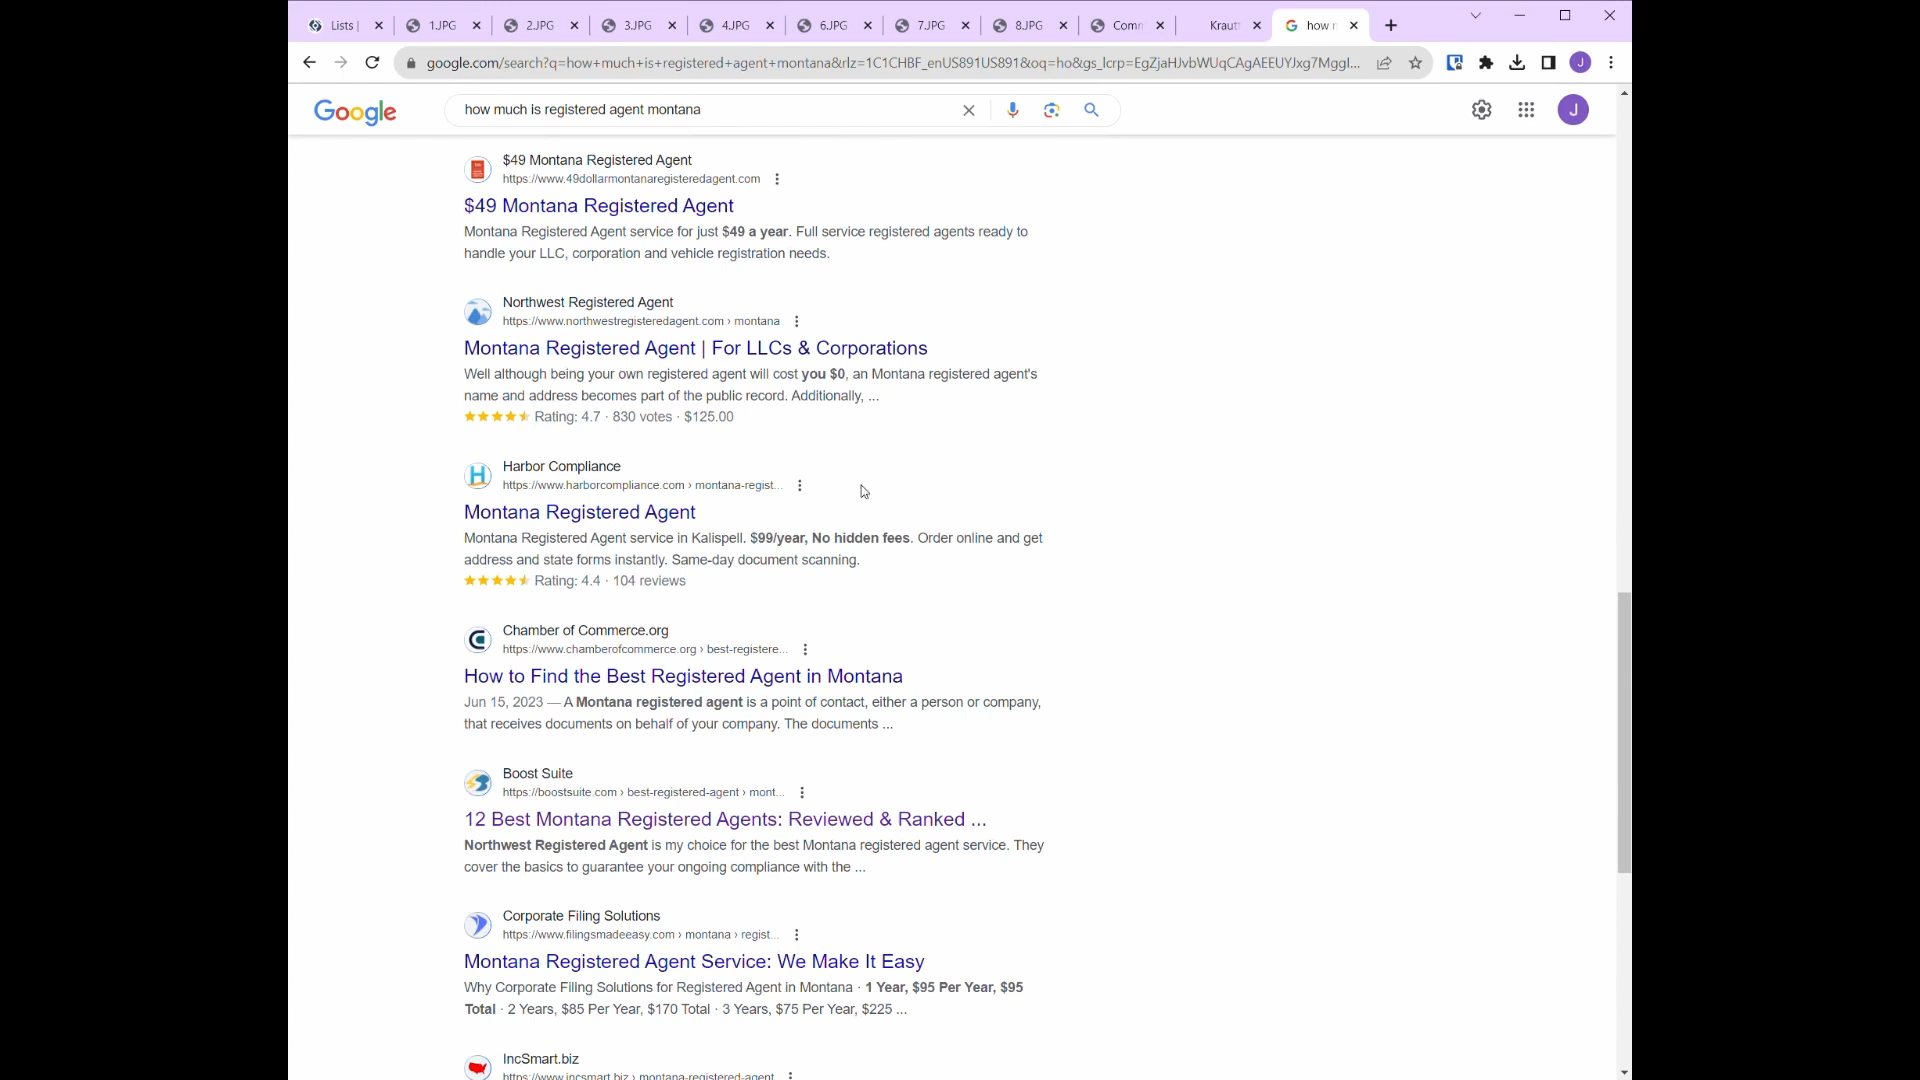 Lists |
1.JPG
2.JPG
3.JPG
4.JPG
6.JPG
7.JPG
8.JPG
Comm
Kraut
how r
google.com/search?q=how+much+is+registered+agent+montana&rlz=1C1CHBF_enUS891US891&oq=ho&gs_lcrp=EgZjaHJvbWUqCAgAEEUYJxg7MggI...
J
Google
how much is registered agent montana
J
$49 Montana Registered Agent
https://www.49dollarmontanaregisteredagent.com
$49 Montana Registered Agent
Montana Registered Agent service for just $49 a year. Full service registered agents ready to
handle your LLC, corporation and vehicle registration needs.
Northwest Registered Agent
https://www.northwestregisteredagent.com › montana
Montana Registered Agent | For LLCs & Corporations
Well although being your own registered agent will cost you $0, an Montana registered agent's
name and address becomes part of the public record. Additionally, ...
Rating: 4.7 · 830 votes · $125.00
Harbor Compliance
https://www.harborcompliance.com › montana-regist...
Montana Registered Agent
Montana Registered Agent service in Kalispell. $99/year, No hidden fees. Order online and get
address and state forms instantly. Same-day document scanning.
Rating: 4.4 · 104 reviews
Chamber of Commerce.org
https://www.chamberofcommerce.org › best-registere...
How to Find the Best Registered Agent in Montana
Jun 15, 2023 — A Montana registered agent is a point of contact, either a person or company,
that receives documents on behalf of your company. The documents ...
Boost Suite
https://boostsuite.com › best-registered-agent › mont...
12 Best Montana Registered Agents: Reviewed & Ranked ...
Northwest Registered Agent is my choice for the best Montana registered agent service. They
cover the basics to guarantee your ongoing compliance with the ...
Corporate Filing Solutions
https://www.filingsmadeeasy.com › montana › regist...
Montana Registered Agent Service: We Make It Easy
Why Corporate Filing Solutions for Registered Agent in Montana · 1 Year, $95 Per Year, $95
Total · 2 Years, $85 Per Year, $170 Total · 3 Years, $75 Per Year, $225 ...
IncSmart.biz
https://www.incsmart.biz › montana-registered-agent